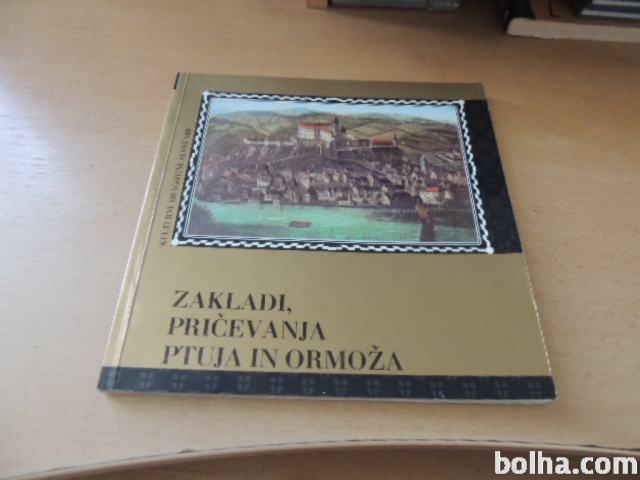 ZAKLADI,
PRIČEVANJA
PTUJA IN ORMOŽA
bolha.com®